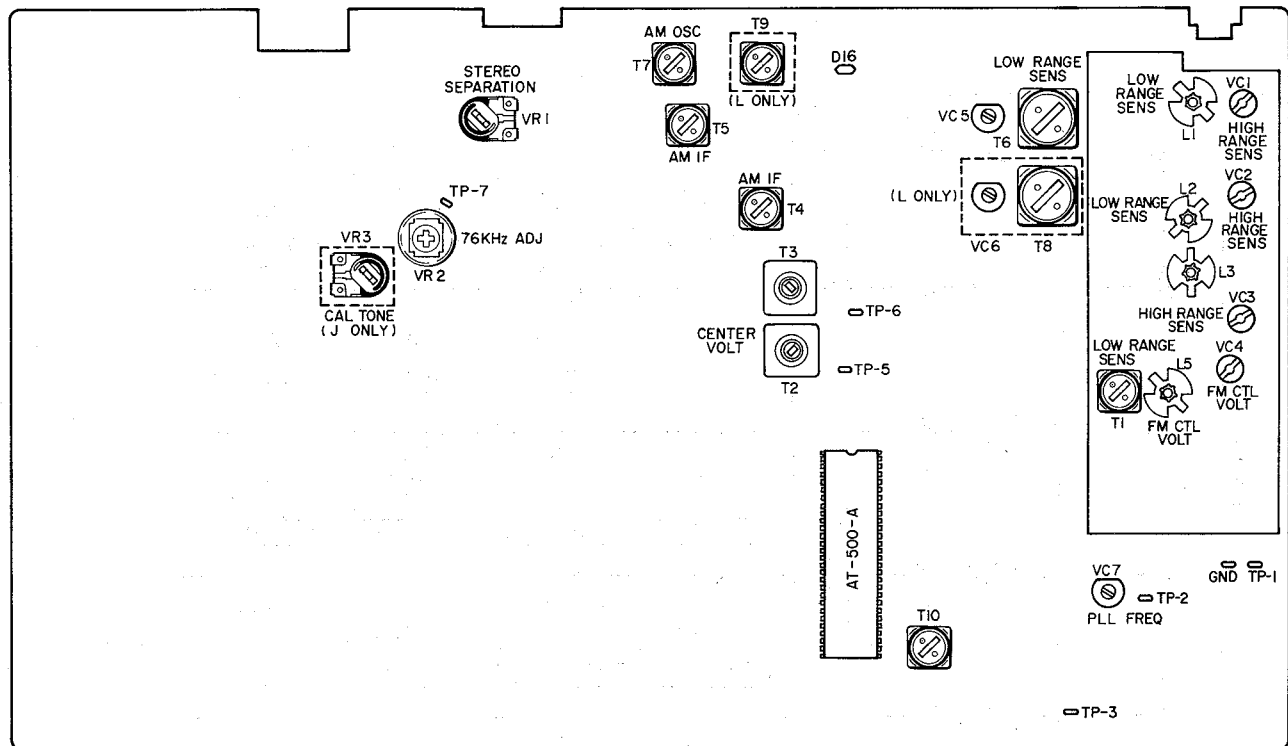 AM OSC
T7
T9
(L ONLY)
D16
STEREO
SEPARATION
VR1
T5
AM IF
LOW RANGE
SENS
VC5
T6
LOW
RANGE
SENS
L1
VC1
HIGH
RANGE
SENS
TP-7
AM IF
T4
(L ONLY)
VC6
T8
L2
LOW RANGE
SENS
VC2
HIGH
RANGE
SENS
VR3
CAL TONE
(J ONLY)
76KHz ADJ
VR2
T3
TP-6
CENTER
VOLT
T2
TP-5
L3
VC3
HIGH RANGE
SENS
LOW RANGE
SENS
T1
L5
FM CTL
VOLT
VC4
FM CTL
VOLT
AT-500-A
T10
GND
TP-1
VC7
TP-2
PLL FREQ
TP-3